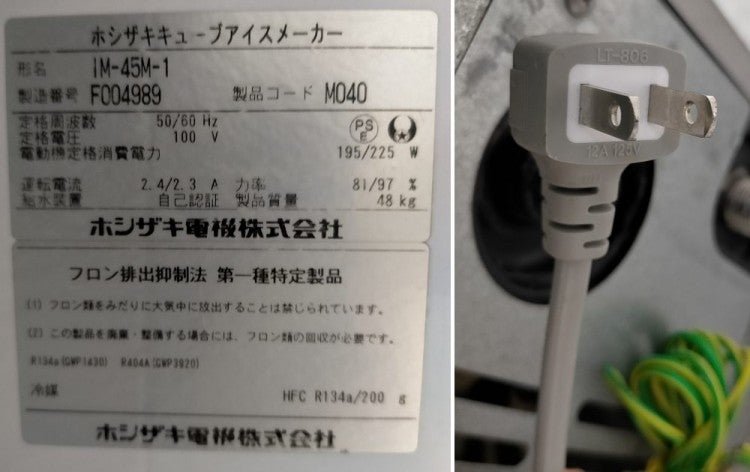 ホシザキキューブアイスメーカー
形名 IM-45M-1
製造番号 F004989 製品コード M040
定格周波数 50/60 Hz
定格電圧 100 V
PS E
電動機定格消費電力 195/225 W
運転電流 2.4/2.3 A 力率 81/97 %
給水装置 自己認証 製品質量 48 kg
ホシザキ電機株式会社
フロン排出抑制法 第一種特定製品
(1) フロン類をみだりに大気中に放出することは禁じられています。
(2) この製品を廃棄・整備する場合には、フロン類の回収が必要です。
R134a(GWP1430) R404A(GWP3920)
冷媒 HFC R134a/200 g
ホシザキ電機株式会社
LT-806
12A 125V